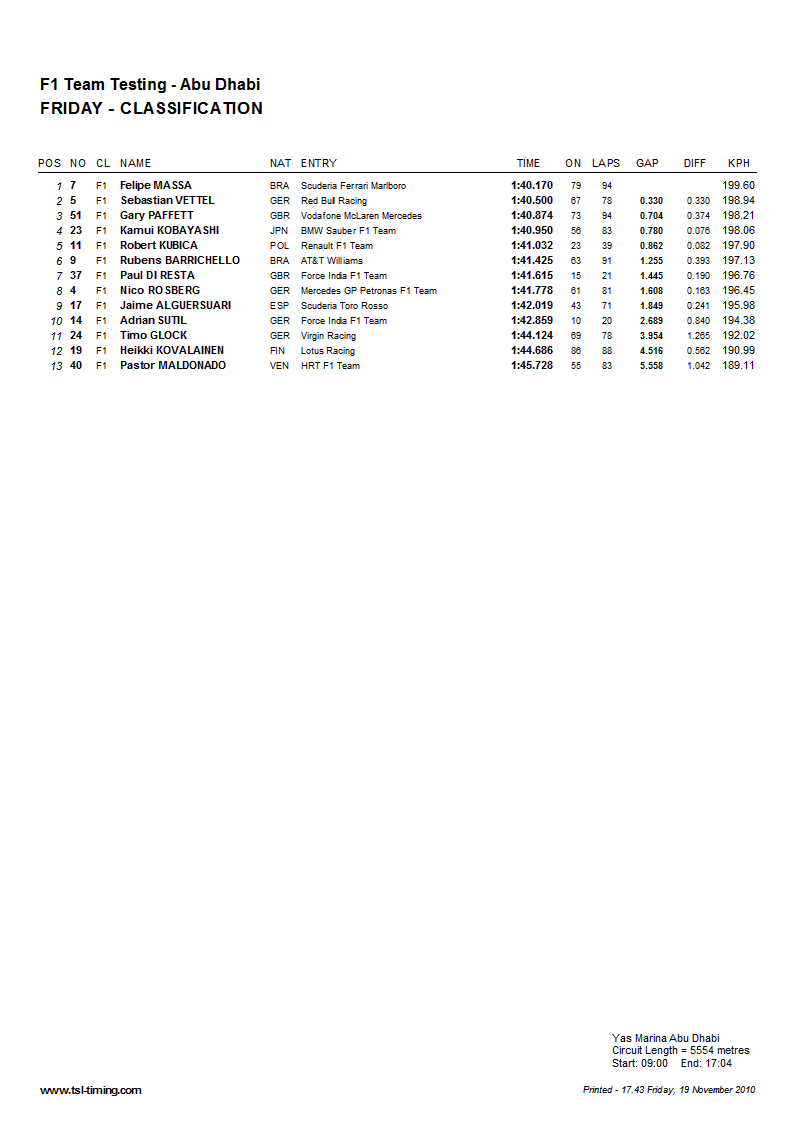 F1 Team Testing - Abu Dhabi
FRIDAY - CLASSIFICATION
POS NO CL NAME NAT ENTRY TIME ON LAPS GAP DIFF KPH
1 7 F1 Felipe MASSA BRA Scuderia Ferrari Marlboro 1:40.170 79 94 199.60
2 5 F1 Sebastian VETTEL GER Red Bull Racing 1:40.500 67 78 0.330 0.330 198.94
3 51 F1 Gary PAFFETT GBR Vodafone McLaren Mercedes 1:40.874 73 94 0.704 0.374 198.21
4 23 F1 Kamui KOBAYASHI JPN BMW Sauber F1 Team 1:40.950 56 83 0.780 0.076 198.06
5 11 F1 Robert KUBICA POL Renault F1 Team 1:41.032 23 39 0.862 0.082 197.90
6 9 F1 Rubens BARRICHELLO BRA AT&T Williams 1:41.425 63 91 1.255 0.393 197.13
7 37 F1 Paul DI RESTA GBR Force India F1 Team 1:41.615 15 21 1.445 0.190 196.76
8 4 F1 Nico ROSBERG GER Mercedes GP Petronas F1 Team 1:41.778 61 81 1.608 0.163 196.45
9 17 F1 Jaime ALGUERSUARI ESP Scuderia Toro Rosso 1:42.019 43 71 1.849 0.241 195.98
10 14 F1 Adrian SUTIL GER Force India F1 Team 1:42.859 10 20 2.689 0.840 194.38
11 24 F1 Timo GLOCK GER Virgin Racing 1:44.124 69 78 3.954 1.265 192.02
12 19 F1 Heikki KOVALAINEN FIN Lotus Racing 1:44.686 86 88 4.516 0.562 190.99
13 40 F1 Pastor MALDONADO VEN HRT F1 Team 1:45.728 55 83 5.558 1.042 189.11
Yas Marina Abu Dhabi
Circuit Length = 5554 metres
Start: 09:00 End: 17:04
www.tsl-timing.com Printed - 17.43 Friday, 19 November 2010